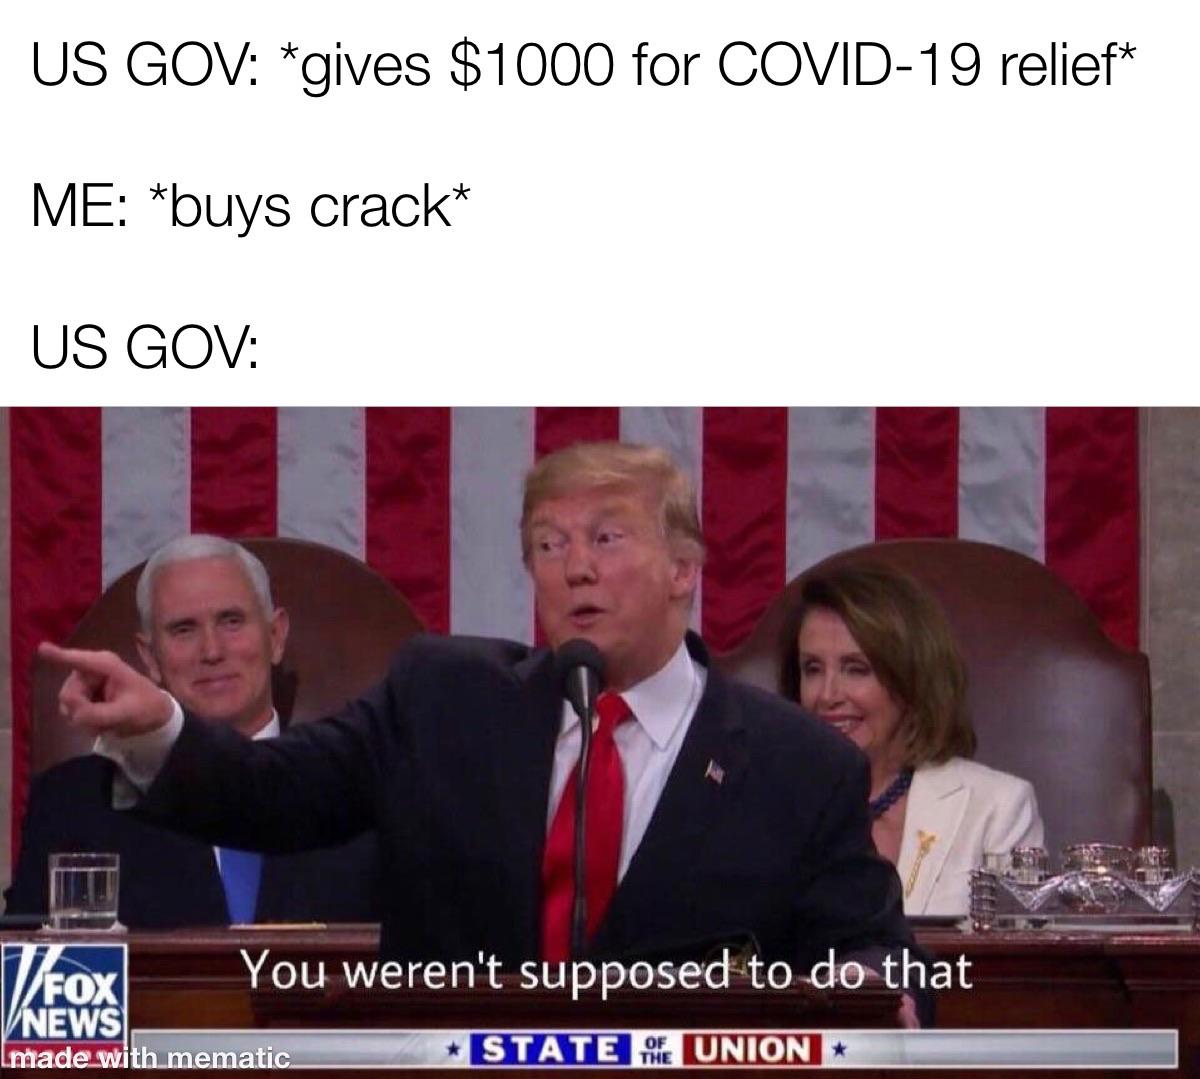 US GOV: *gives $1000 for COVID-19 relief*
ME: *buys crack*
US GOV:
You weren't supposed to do that
FOX
NEWS
made with mematic
STATE OF THE UNION